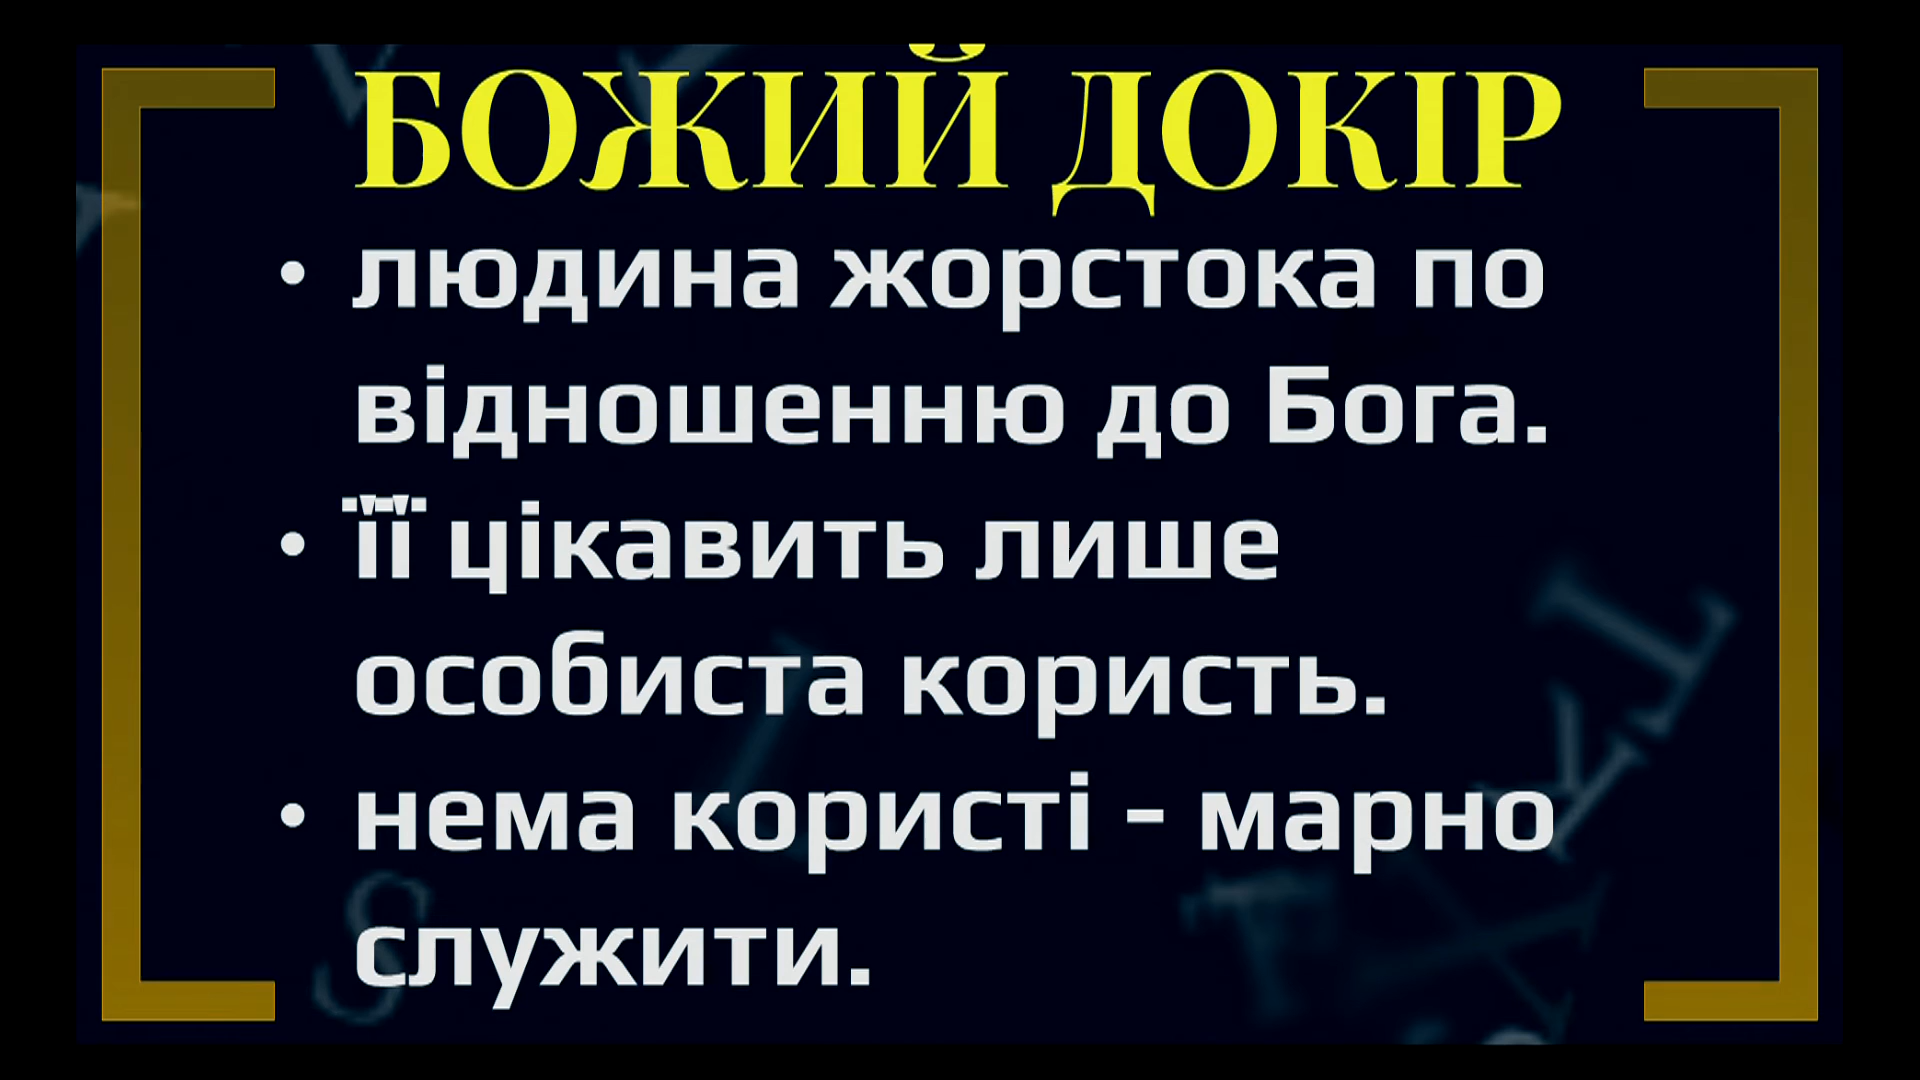 БОЖИЙ ДОКІР
• людина жорстока по
відношенню до Бога.
• її цікавить лише
особиста користь.
• нема користі - марно
служити.